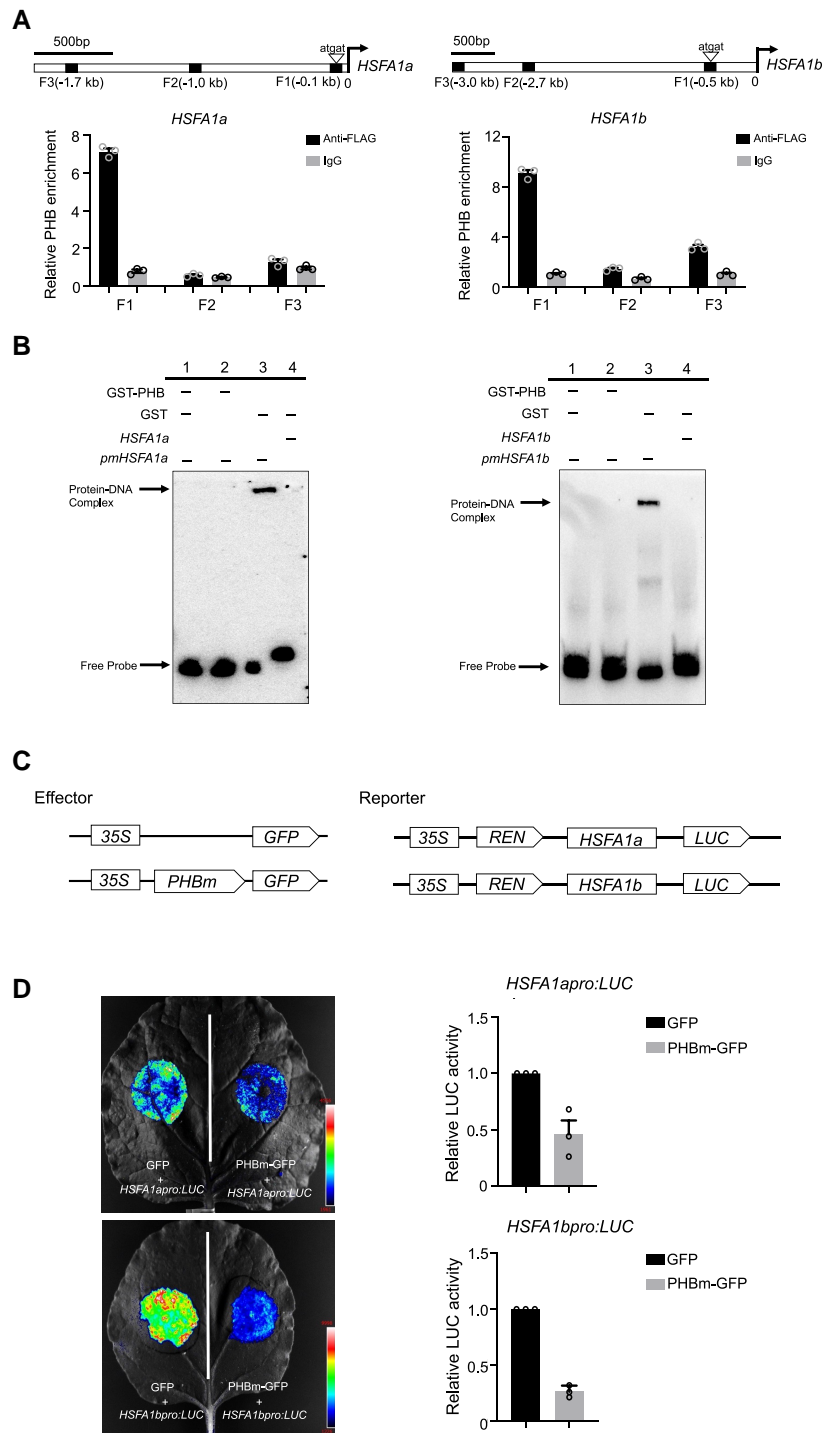 A
500bp
atgat
HSFA1a
F3(-1.7 kb) F2(-1.0 kb) F1(-0.1 kb) 0
500bp
atgat
HSFA1b
F3(-3.0 kb) F2(-2.7 kb) F1(-0.5 kb) 0
HSFA1a
Anti-FLAG
IgG
Relative PHB enrichment
8
6
4
2
0
F1 F2 F3
HSFA1b
Anti-FLAG
IgG
Relative PHB enrichment
12
8
4
0
F1 F2 F3
B
1 2 3 4
GST-PHB – –
GST – –
HSFA1a –
pmHSFA1a – – –
Protein-DNA
Complex
Free Probe
1 2 3 4
GST-PHB – –
GST – – –
HSFA1b –
pmHSFA1b – – –
Protein-DNA
Complex
Free Probe
C
Effector
35S GFP
35S PHBm GFP
Reporter
35S REN HSFA1a LUC
35S REN HSFA1b LUC
D
GFP
+
HSFA1apro:LUC
PHBm-GFP
+
HSFA1apro:LUC
HSFA1apro:LUC
GFP
PHBm-GFP
Relative LUC activity
1.5
1.0
0.5
0
GFP
+
HSFA1bpro:LUC
PHBm-GFP
+
HSFA1bpro:LUC
HSFA1bpro:LUC
GFP
PHBm-GFP
Relative LUC activity
1.5
1.0
0.5
0